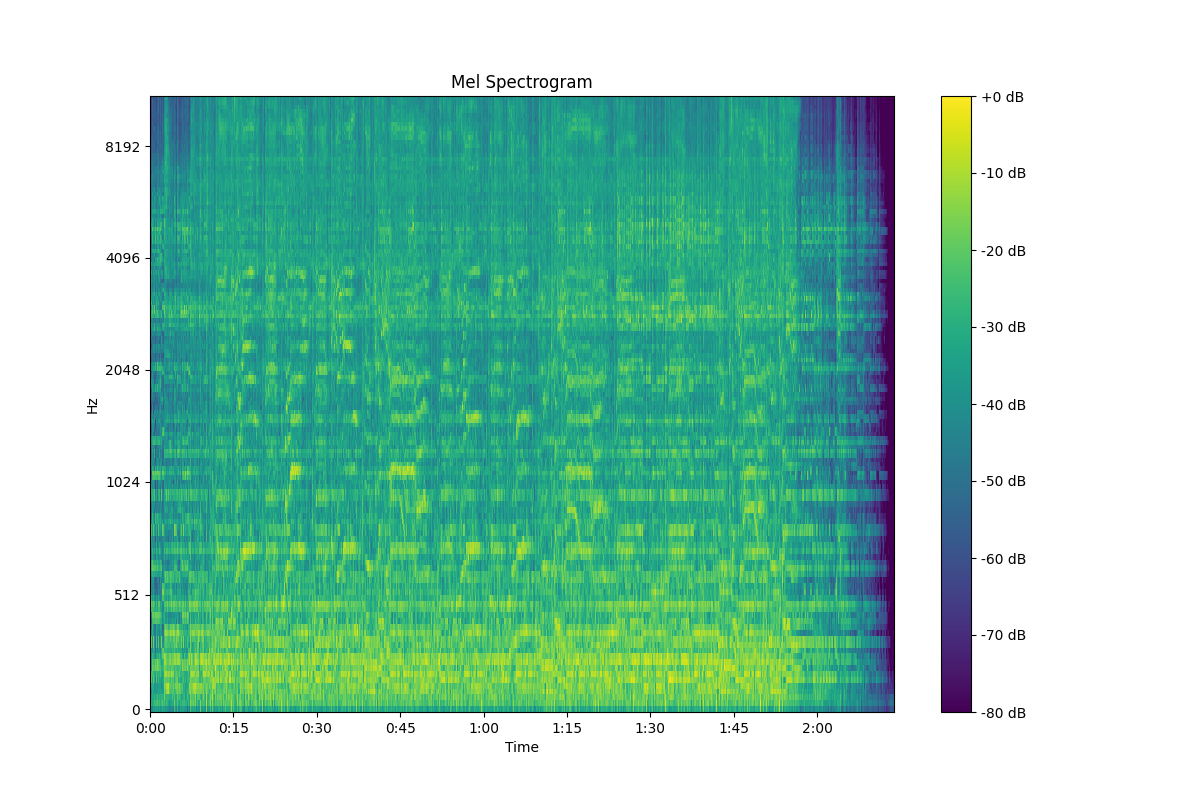 Mel Spectrogram
+0 dB
8192
-10 dB
-20 dB
4096
-30 dB
2048
Hz
-40 dB
1024
-50 dB
-60 dB
512
-70 dB
0
-80 dB
0:00 0:15 0:30 0:45 1:00 1:15 1:30 1:45 2:00
Time